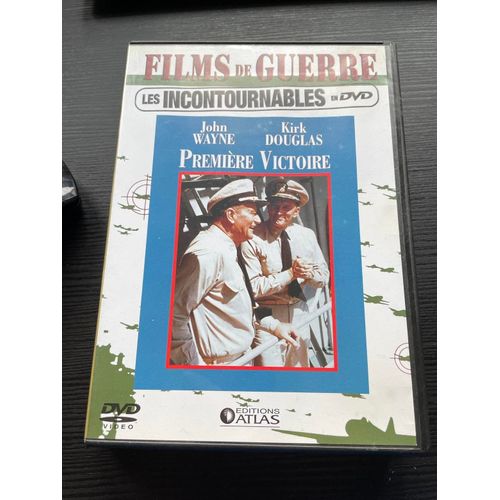 FILMS DE GUERRE
LES INCONTOURNABLES EN DVD
John Kirk
WAYNE DOUGLAS
PREMIÈRE VICTOIRE
DVD
VIDEO
EDITIONS
ATLAS